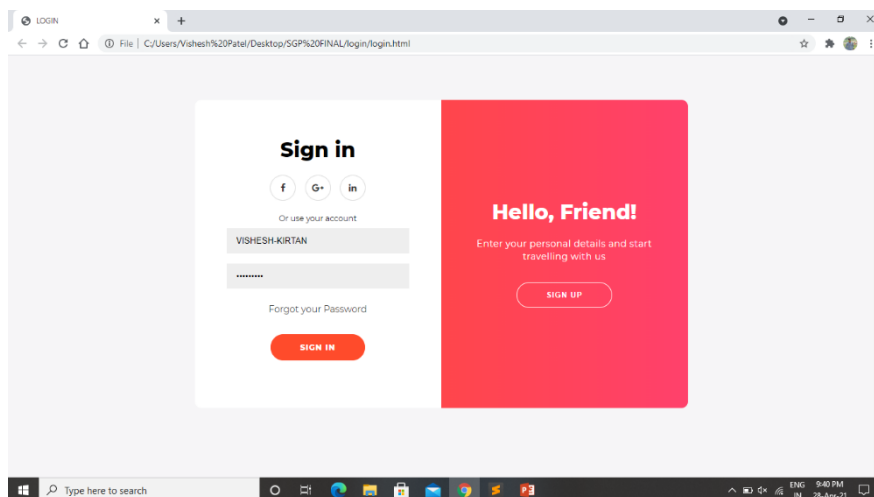 LOGIN
File | C:/Users/Vishesh%20Patel/Desktop/SGP%20FINAL/login/login.html
Sign in
f G+ in
Or use your account
VISHESH-KIRTAN
•••••••••
Forgot your Password
SIGN IN
Hello, Friend!
Enter your personal details and start
travelling with us
SIGN UP
Type here to search
ENG 9:40 PM
IN 28-Apr-21